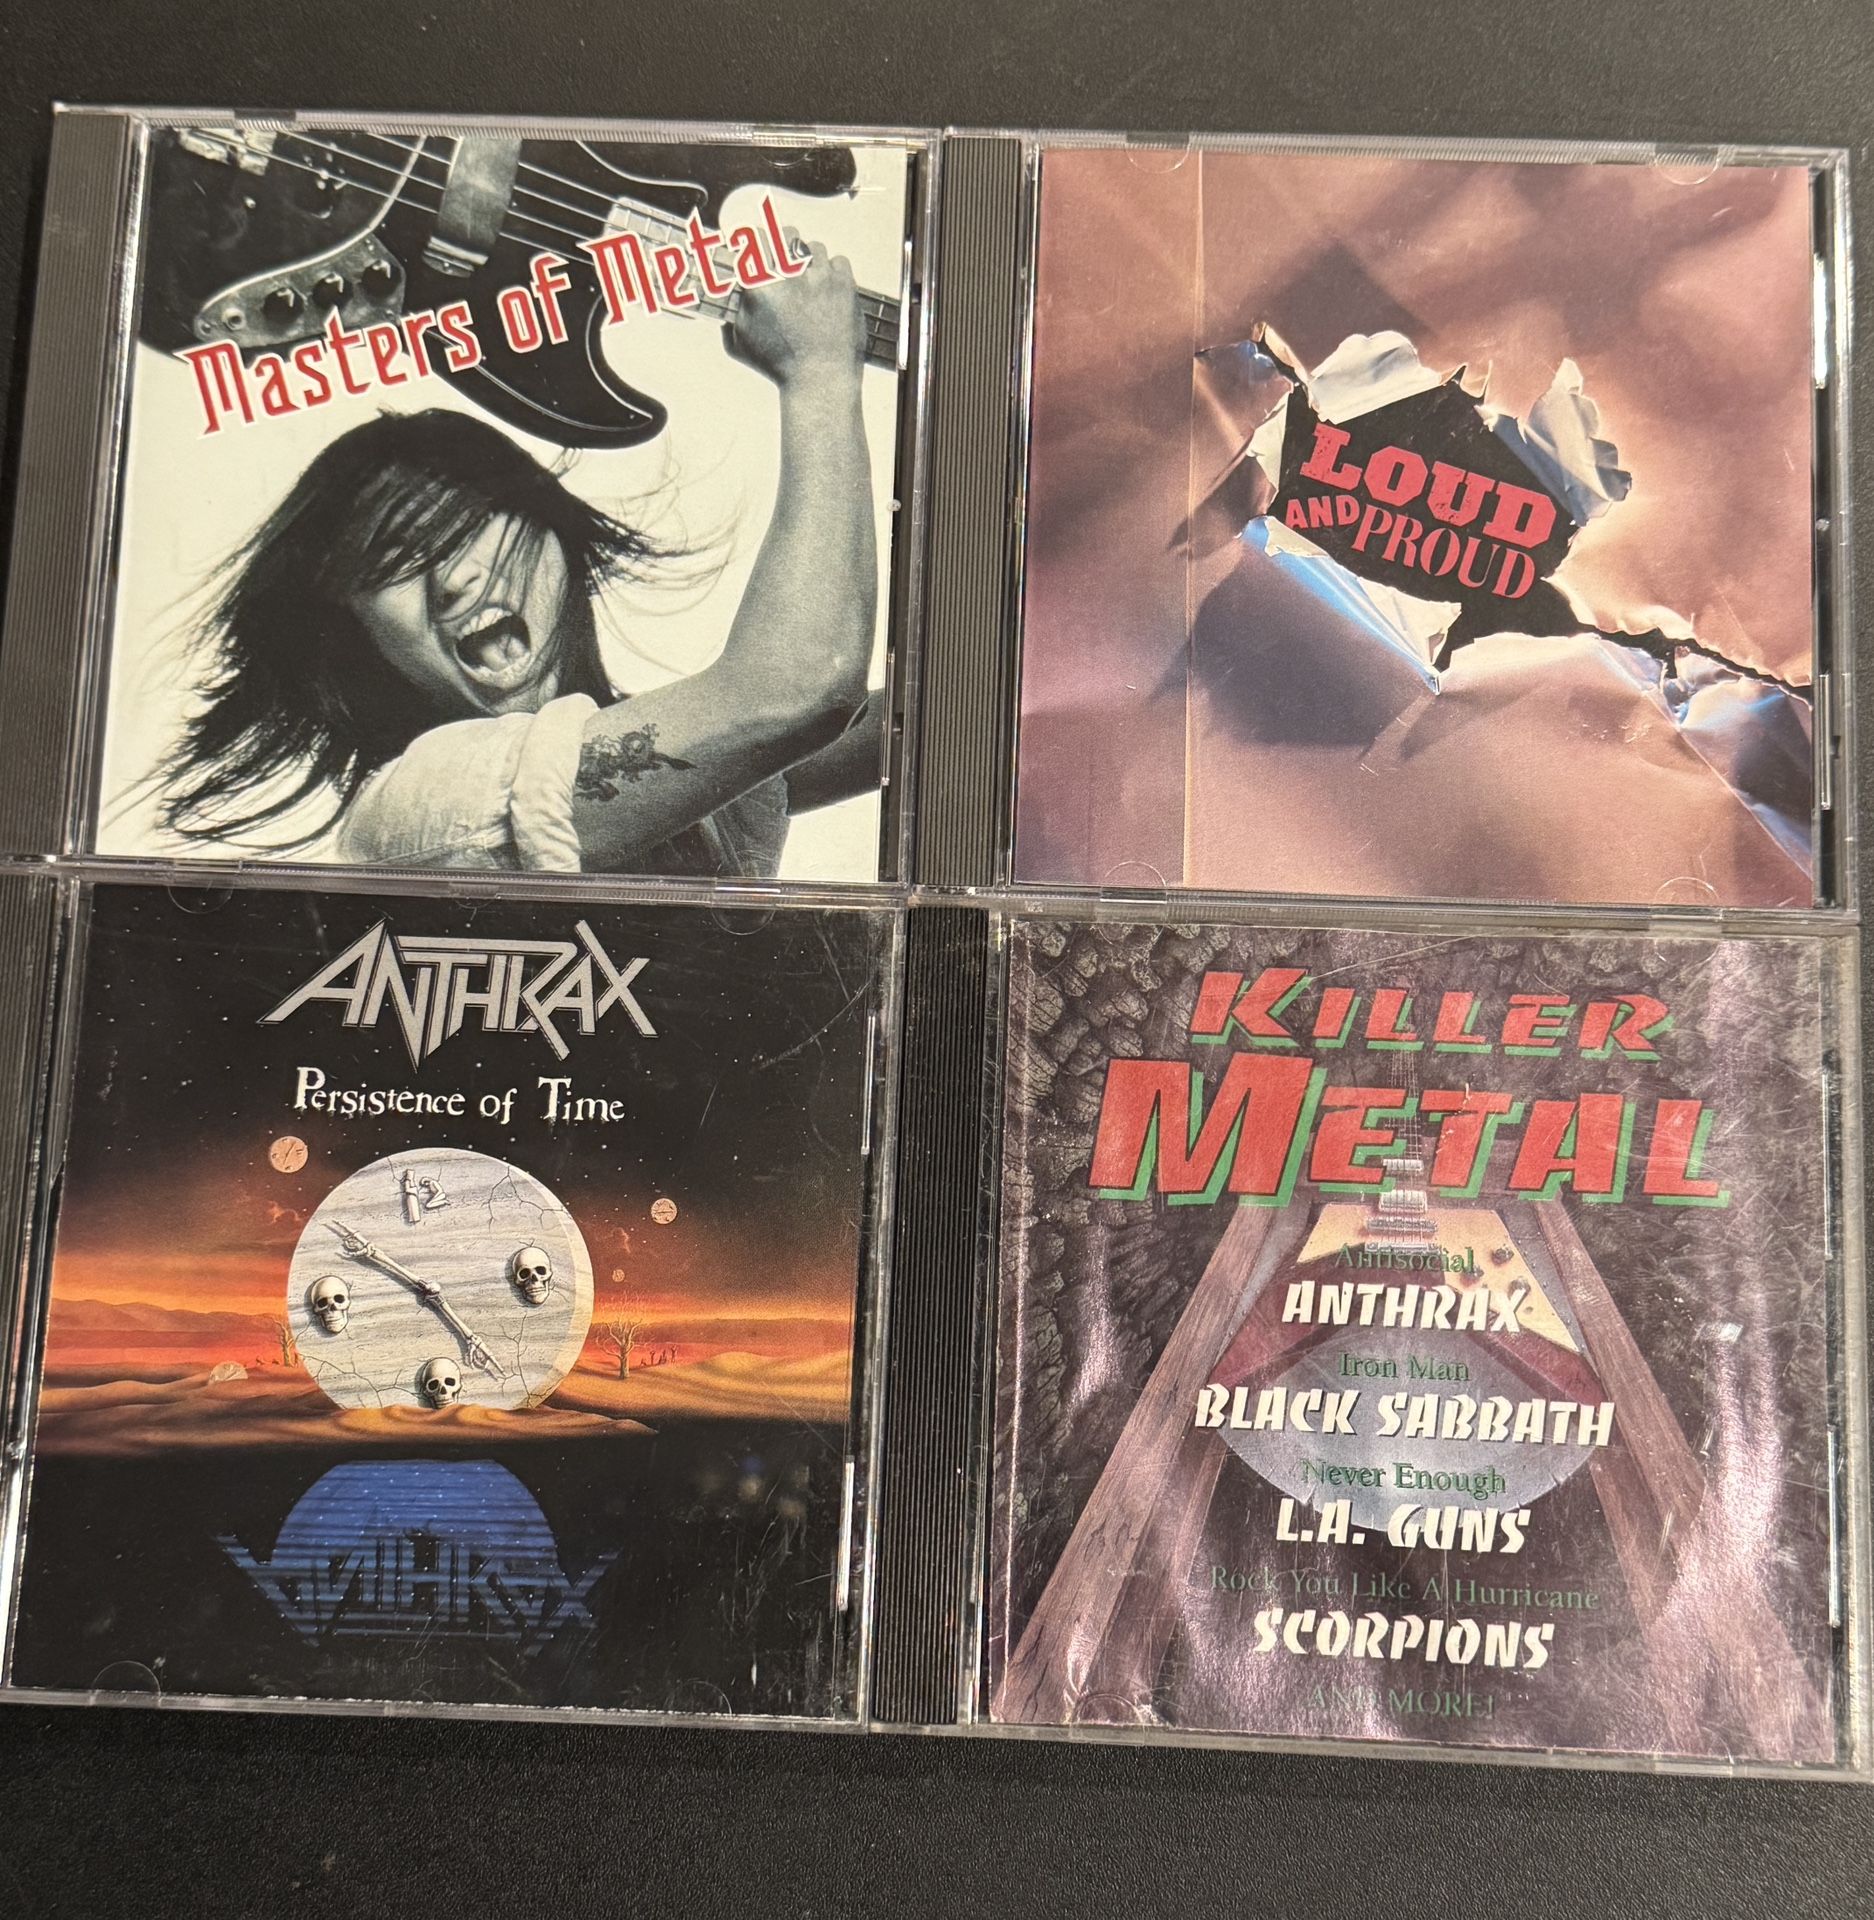 Masters of Metal
LOUD
AND PROUD
ANTHRAX
Persistence of Time
12
ANTHRAX
KILLER
METAL
Antisocial
ANTHRAX
Iron Man
BLACK SABBATH
Never Enough
L.A. GUNS
Rock You Like A Hurricane
SCORPIONS
AND MORE!